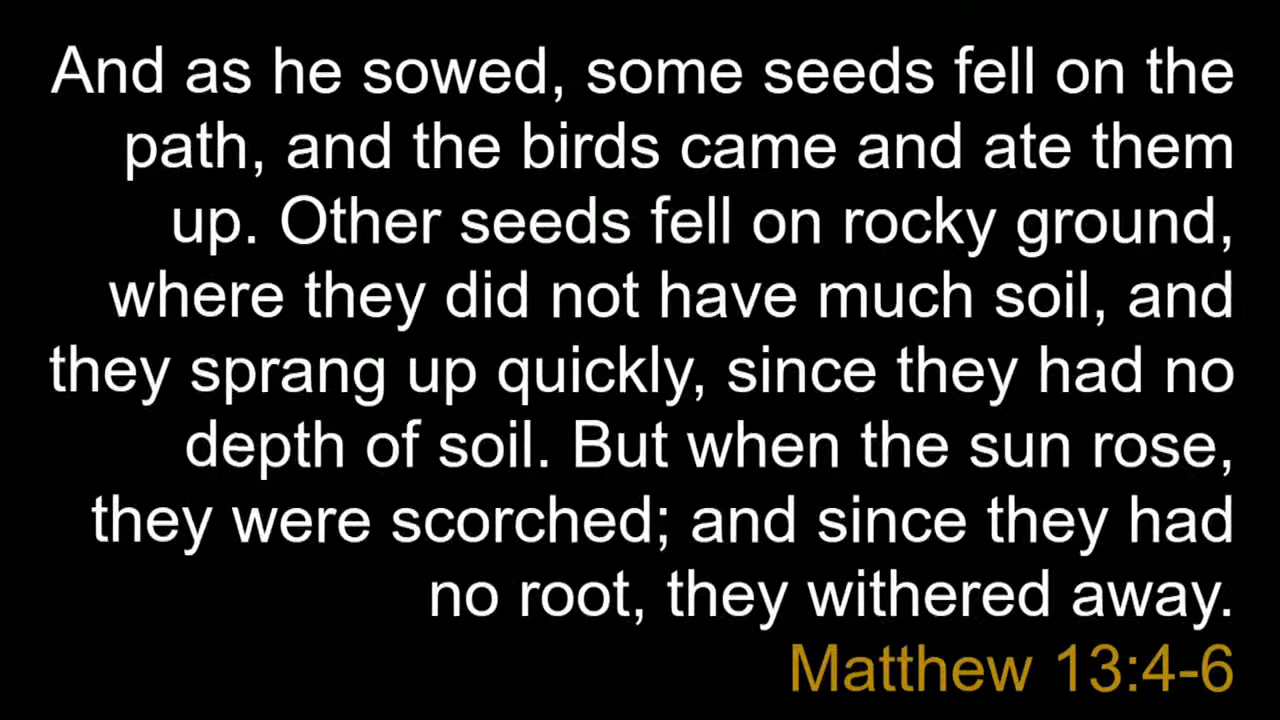 And as he sowed, some seeds fell on the
path, and the birds came and ate them
up. Other seeds fell on rocky ground,
where they did not have much soil, and
they sprang up quickly, since they had no
depth of soil. But when the sun rose,
they were scorched; and since they had
no root, they withered away.
Matthew 13:4-6